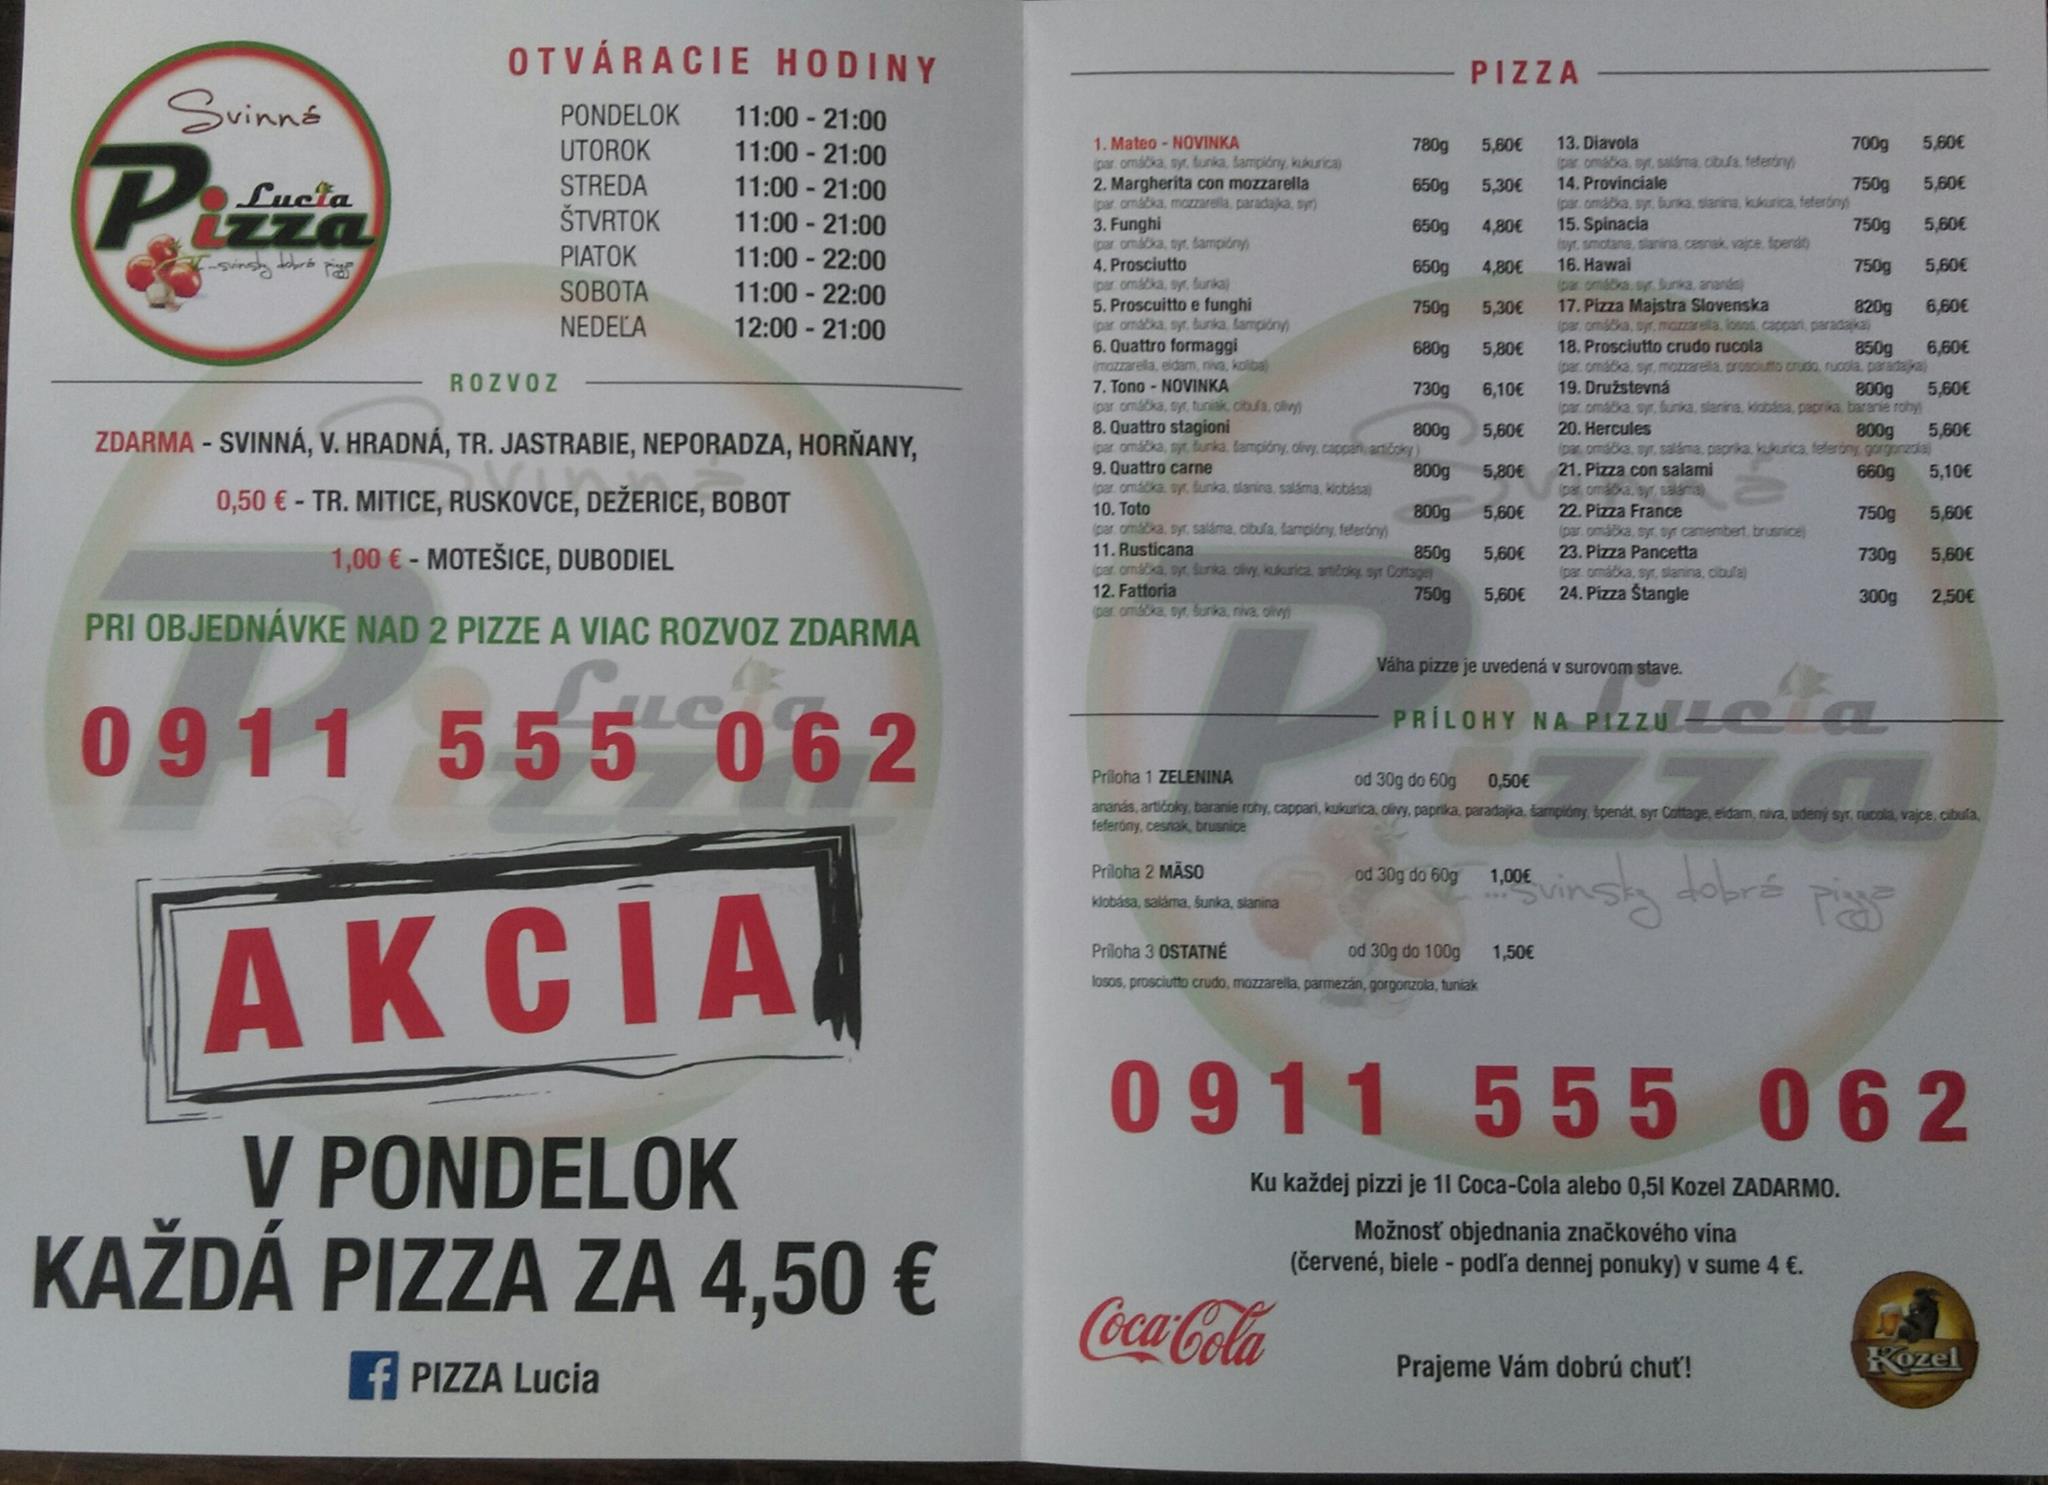 Svinná
Lucia
Pizza
...svinsky dobrá pizza
OTVÁRACIE HODINY
PONDELOK 11:00 - 21:00
UTOROK 11:00 - 21:00
STREDA 11:00 - 21:00
ŠTVRTOK 11:00 - 21:00
PIATOK 11:00 - 22:00
SOBOTA 11:00 - 22:00
NEDEĽA 12:00 - 21:00
ROZVOZ
ZDARMA - SVINNÁ, V. HRADNÁ, TR. JASTRABIE, NEPORADZA, HORŇANY,
0,50 € - TR. MITICE, RUSKOVCE, DEŽERICE, BOBOT
1,00 € - MOTEŠICE, DUBODIEL
PRI OBJEDNÁVKE NAD 2 PIZZE A VIAC ROZVOZ ZDARMA
0911 555 062
AKCIA
V PONDELOK
KAŽDÁ PIZZA ZA 4,50 €
f PIZZA Lucia
PIZZA
1. Mateo - NOVINKA 780g 5,60€
(par. omáčka, syr, šunka, šampióny, kukurica)
2. Margherita con mozzarella 650g 5,30€
(par. omáčka, mozzarella, paradajka, syr)
3. Funghi 650g 4,80€
(par. omáčka, syr, šampióny)
4. Prosciutto 650g 4,80€
(par. omáčka, syr, šunka)
5. Proscuitto e funghi 750g 5,30€
(par. omáčka, syr, šunka, šampióny)
6. Quattro formaggi 680g 5,80€
(mozzarella, eidam, niva, koliba)
7. Tono - NOVINKA 730g 6,10€
(par. omáčka, syr, tuniak, cibuľa, olivy)
8. Quattro stagioni 800g 5,60€
(par. omáčka, syr, šunka, šampióny, olivy, cappari, artičoky )
9. Quattro carne 800g 5,80€
(par. omáčka, syr, šunka, slanina, saláma, klobása)
10. Toto 800g 5,60€
(par. omáčka, syr, saláma, cibuľa, šampióny, feferóny)
11. Rusticana 850g 5,60€
(par. omáčka, syr, šunka, olivy, kukurica, artičoky, syr Cottage)
12. Fattoria 750g 5,60€
(par. omáčka, syr, šunka, niva, olivy)
13. Diavola 700g 5,60€
(par. omáčka, syr, saláma, cibuľa, feferóny)
14. Provinciale 750g 5,60€
(par. omáčka, syr, šunka, slanina, kukurica, feferóny)
15. Spinacia 750g 5,60€
(syr, smotana, slanina, cesnak, vajce, špenát)
16. Hawai 750g 5,60€
(par. omáčka, syr, šunka, ananás)
17. Pizza Majstra Slovenska 820g 6,60€
(par. omáčka, syr, mozzarella, losos, cappari, paradajka)
18. Prosciutto crudo rucola 850g 6,60€
(par. omáčka, syr, mozzarella, prosciutto crudo, rucola, paradajka)
19. Družstevná 800g 5,60€
(par. omáčka, syr, šunka, slanina, klobása, paprika, baranie rohy)
20. Hercules 800g 5,60€
(par. omáčka, syr, saláma, paprika, kukurica, feferóny, gorgonzola)
21. Pizza con salami 660g 5,10€
(par. omáčka, syr, saláma)
22. Pizza France 750g 5,60€
(par. omáčka, syr, syr camembert, brusnice)
23. Pizza Pancetta 730g 5,60€
(par. omáčka, syr, slanina, cibuľa)
24. Pizza Štangle 300g 2,50€
Váha pizze je uvedená v surovom stave.
PRÍLOHY NA PIZZU
Príloha 1 ZELENINA od 30g do 60g 0,50€
ananás, artičoky, baranie rohy, cappari, kukurica, olivy, paprika, paradajka, šampióny, špenát, syr Cottage, eidam, niva, udený syr, rucola, vajce, cibuľa,
feferóny, cesnak, brusnice
Príloha 2 MÄSO od 30g do 60g 1,00€
klobása, saláma, šunka, slanina
Príloha 3 OSTATNÉ od 30g do 100g 1,50€
losos, prosciutto crudo, mozzarella, parmezán, gorgonzola, tuniak
0911 555 062
Ku každej pizzi je 1l Coca-Cola alebo 0,5l Kozel ZADARMO.
Možnosť objednania značkového vína
(červené, biele - podľa dennej ponuky) v sume 4 €.
Coca-Cola
Prajeme Vám dobrú chuť!
Kozel
Svinná
Lucia
Pizza
Svinná
Lucia
Pizza
...svinsky dobrá pizza